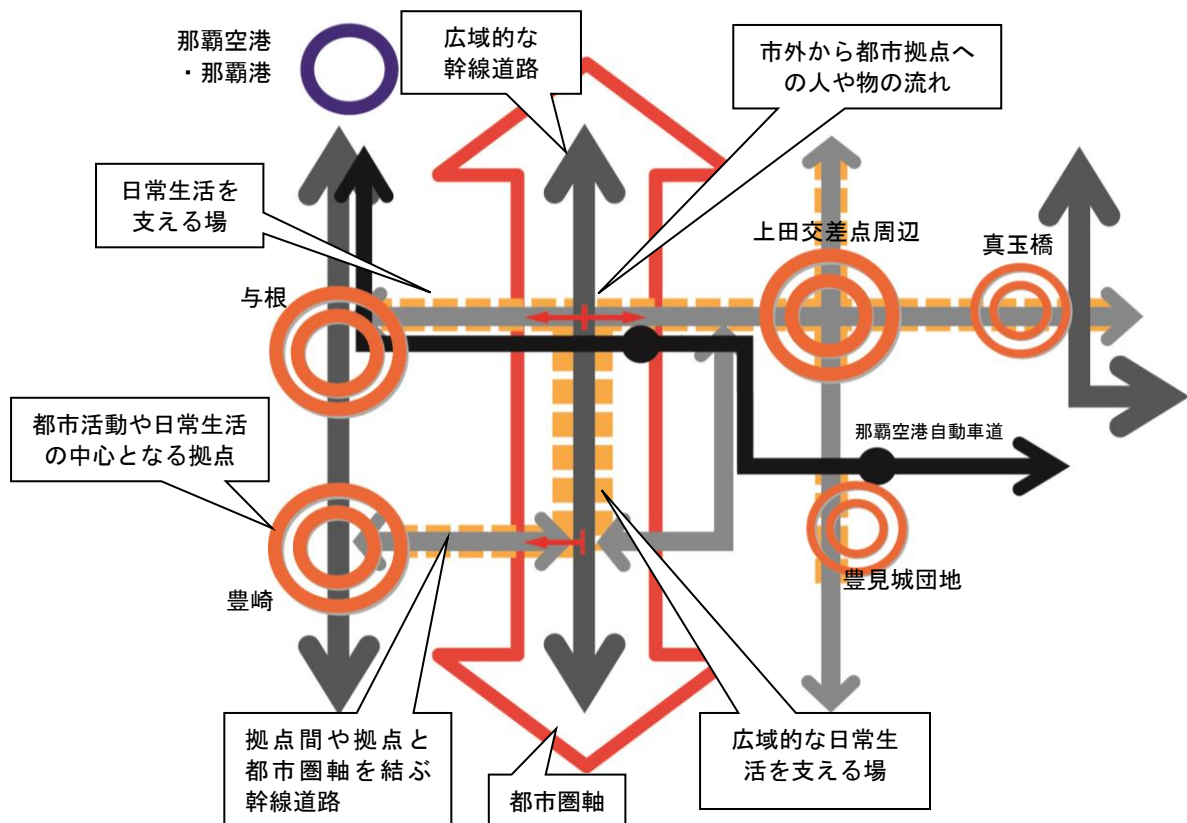 那覇空港
・那覇港
広域的な
幹線道路
市外から都市拠点へ
の人や物の流れ
日常生活を
支える場
上田交差点周辺
真玉橋
与根
都市活動や日常生活
の中心となる拠点
那覇空港自動車道
豊見城団地
豊崎
拠点間や拠点と
都市圏軸を結ぶ
幹線道路
都市圏軸
広域的な日常生
活を支える場